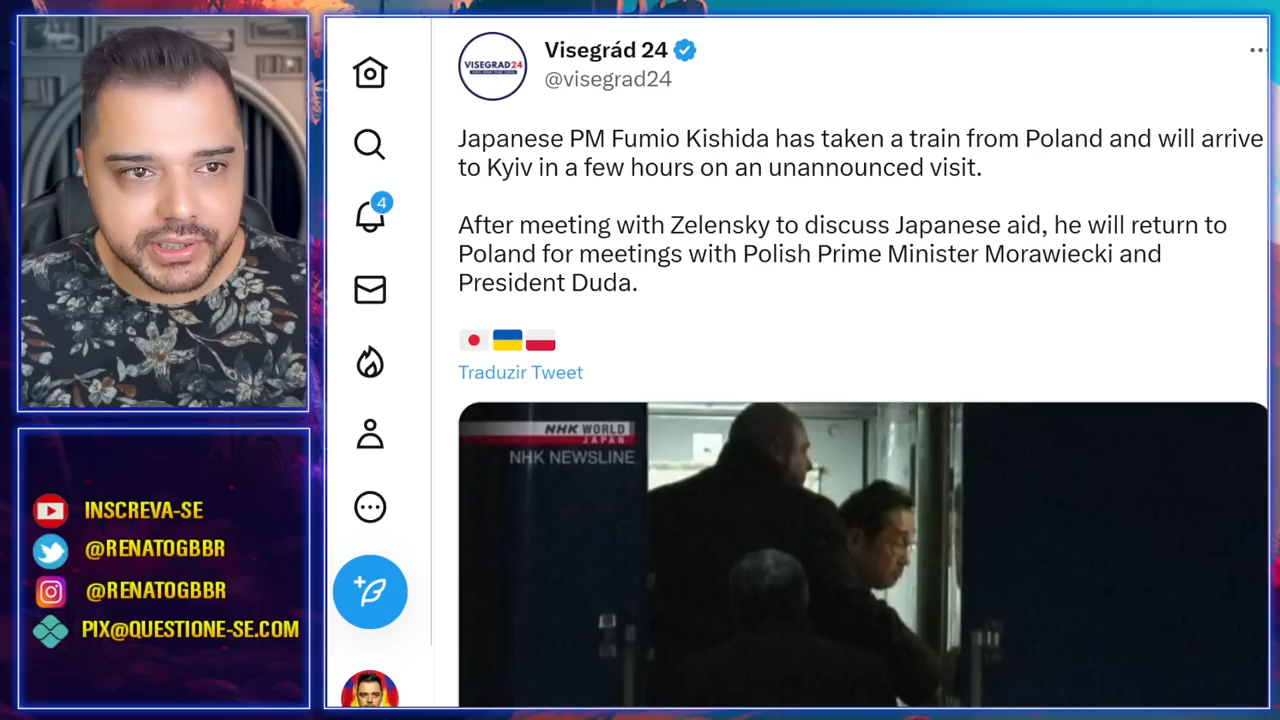 VISEGRAD24
Visegrád 24
@visegrad24
Japanese PM Fumio Kishida has taken a train from Poland and will arrive
to Kyiv in a few hours on an unannounced visit.
After meeting with Zelensky to discuss Japanese aid, he will return to
Poland for meetings with Polish Prime Minister Morawiecki and
President Duda.
Traduzir Tweet
NHK WORLD
JAPAN
NHK NEWSLINE
4
INSCREVA-SE
@RENATOGBBR
@RENATOGBBR
PIX@QUESTIONE-SE.COM